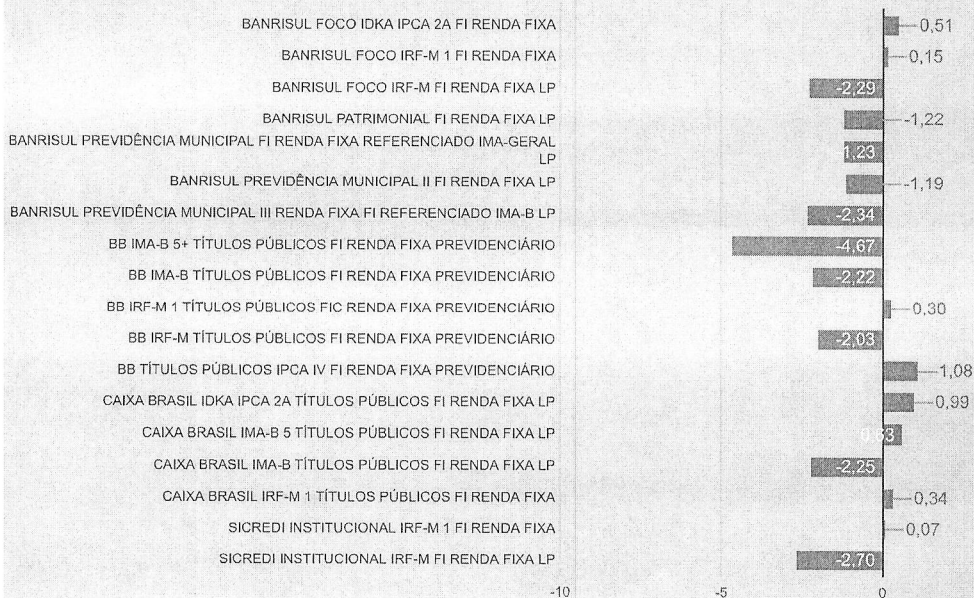 BANRISUL FOCO IDKA IPCA 2A FI RENDA FIXA 0,51
BANRISUL FOCO IRF-M 1 FI RENDA FIXA 0,15
BANRISUL FOCO IRF-M FI RENDA FIXA LP -2,29
BANRISUL PATRIMONIAL FI RENDA FIXA LP -1,22
BANRISUL PREVIDÊNCIA MUNICIPAL FI RENDA FIXA REFERENCIADO IMA-GERAL
LP 1,23
BANRISUL PREVIDÊNCIA MUNICIPAL II FI RENDA FIXA LP -1,19
BANRISUL PREVIDÊNCIA MUNICIPAL III RENDA FIXA FI REFERENCIADO IMA-B LP -2,34
BB IMA-B 5+ TÍTULOS PÚBLICOS FI RENDA FIXA PREVIDENCIÁRIO -4,67
BB IMA-B TÍTULOS PÚBLICOS FI RENDA FIXA PREVIDENCIÁRIO -2,22
BB IRF-M 1 TÍTULOS PÚBLICOS FIC RENDA FIXA PREVIDENCIÁRIO 0,30
BB IRF-M TÍTULOS PÚBLICOS FI RENDA FIXA PREVIDENCIÁRIO -2,03
BB TÍTULOS PÚBLICOS IPCA IV FI RENDA FIXA PREVIDENCIÁRIO 1,08
CAIXA BRASIL IDKA IPCA 2A TÍTULOS PÚBLICOS FI RENDA FIXA LP 0,99
CAIXA BRASIL IMA-B 5 TÍTULOS PÚBLICOS FI RENDA FIXA LP 0,63
CAIXA BRASIL IMA-B TÍTULOS PÚBLICOS FI RENDA FIXA LP -2,25
CAIXA BRASIL IRF-M 1 TÍTULOS PÚBLICOS FI RENDA FIXA 0,34
SICREDI INSTITUCIONAL IRF-M 1 FI RENDA FIXA 0,07
SICREDI INSTITUCIONAL IRF-M FI RENDA FIXA LP -2,70
-10 -5 0